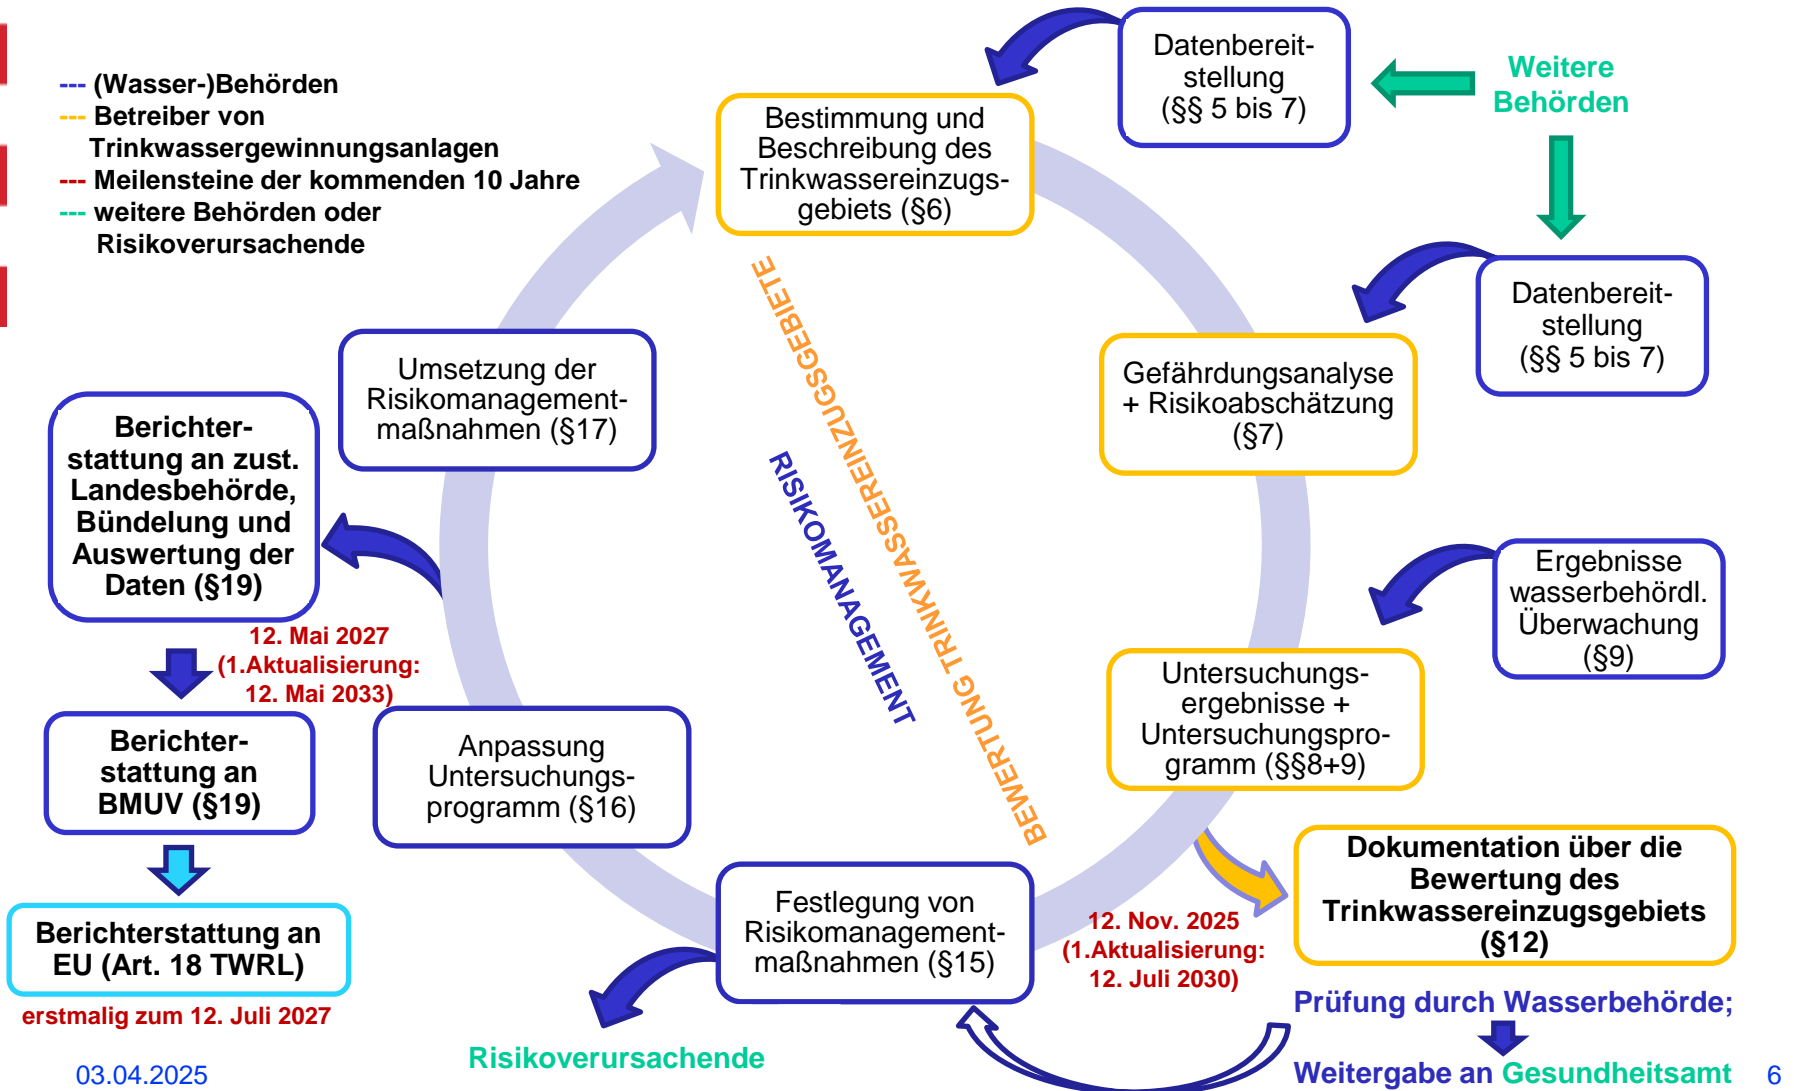 --- (Wasser-)Behörden
--- Betreiber von
Trinkwassergewinnungsanlagen
--- Meilensteine der kommenden 10 Jahre
--- weitere Behörden oder
Risikoverursachende
Datenbereit-
stellung
(§§ 5 bis 7)
Weitere
Behörden
Bestimmung und
Beschreibung des
Trinkwassereinzugs-
gebiets (§6)
Datenbereit-
stellung
(§§ 5 bis 7)
Gefährdungsanalyse
+ Risikoabschätzung
(§7)
Ergebnisse
wasserbehördl.
Überwachung
(§9)
Untersuchungs-
ergebnisse +
Untersuchungspro-
gramm (§§8+9)
Dokumentation über die
Bewertung des
Trinkwassereinzugsgebiets
(§12)
12. Nov. 2025
(1.Aktualisierung:
12. Juli 2030)
Prüfung durch Wasserbehörde;
Weitergabe an Gesundheitsamt
Festlegung von
Risikomanagement-
maßnahmen (§15)
Risikoverursachende
Anpassung
Untersuchungs-
programm (§16)
Umsetzung der
Risikomanagement-
maßnahmen (§17)
BEWERTUNG TRINKWASSEREINZUGSGEBIETE
RISIKOMANAGEMENT
Berichter-
stattung an zust.
Landesbehörde,
Bündelung und
Auswertung der
Daten (§19)
12. Mai 2027
(1.Aktualisierung:
12. Mai 2033)
Berichter-
stattung an
BMUV (§19)
Berichterstattung an
EU (Art. 18 TWRL)
erstmalig zum 12. Juli 2027
03.04.2025
6